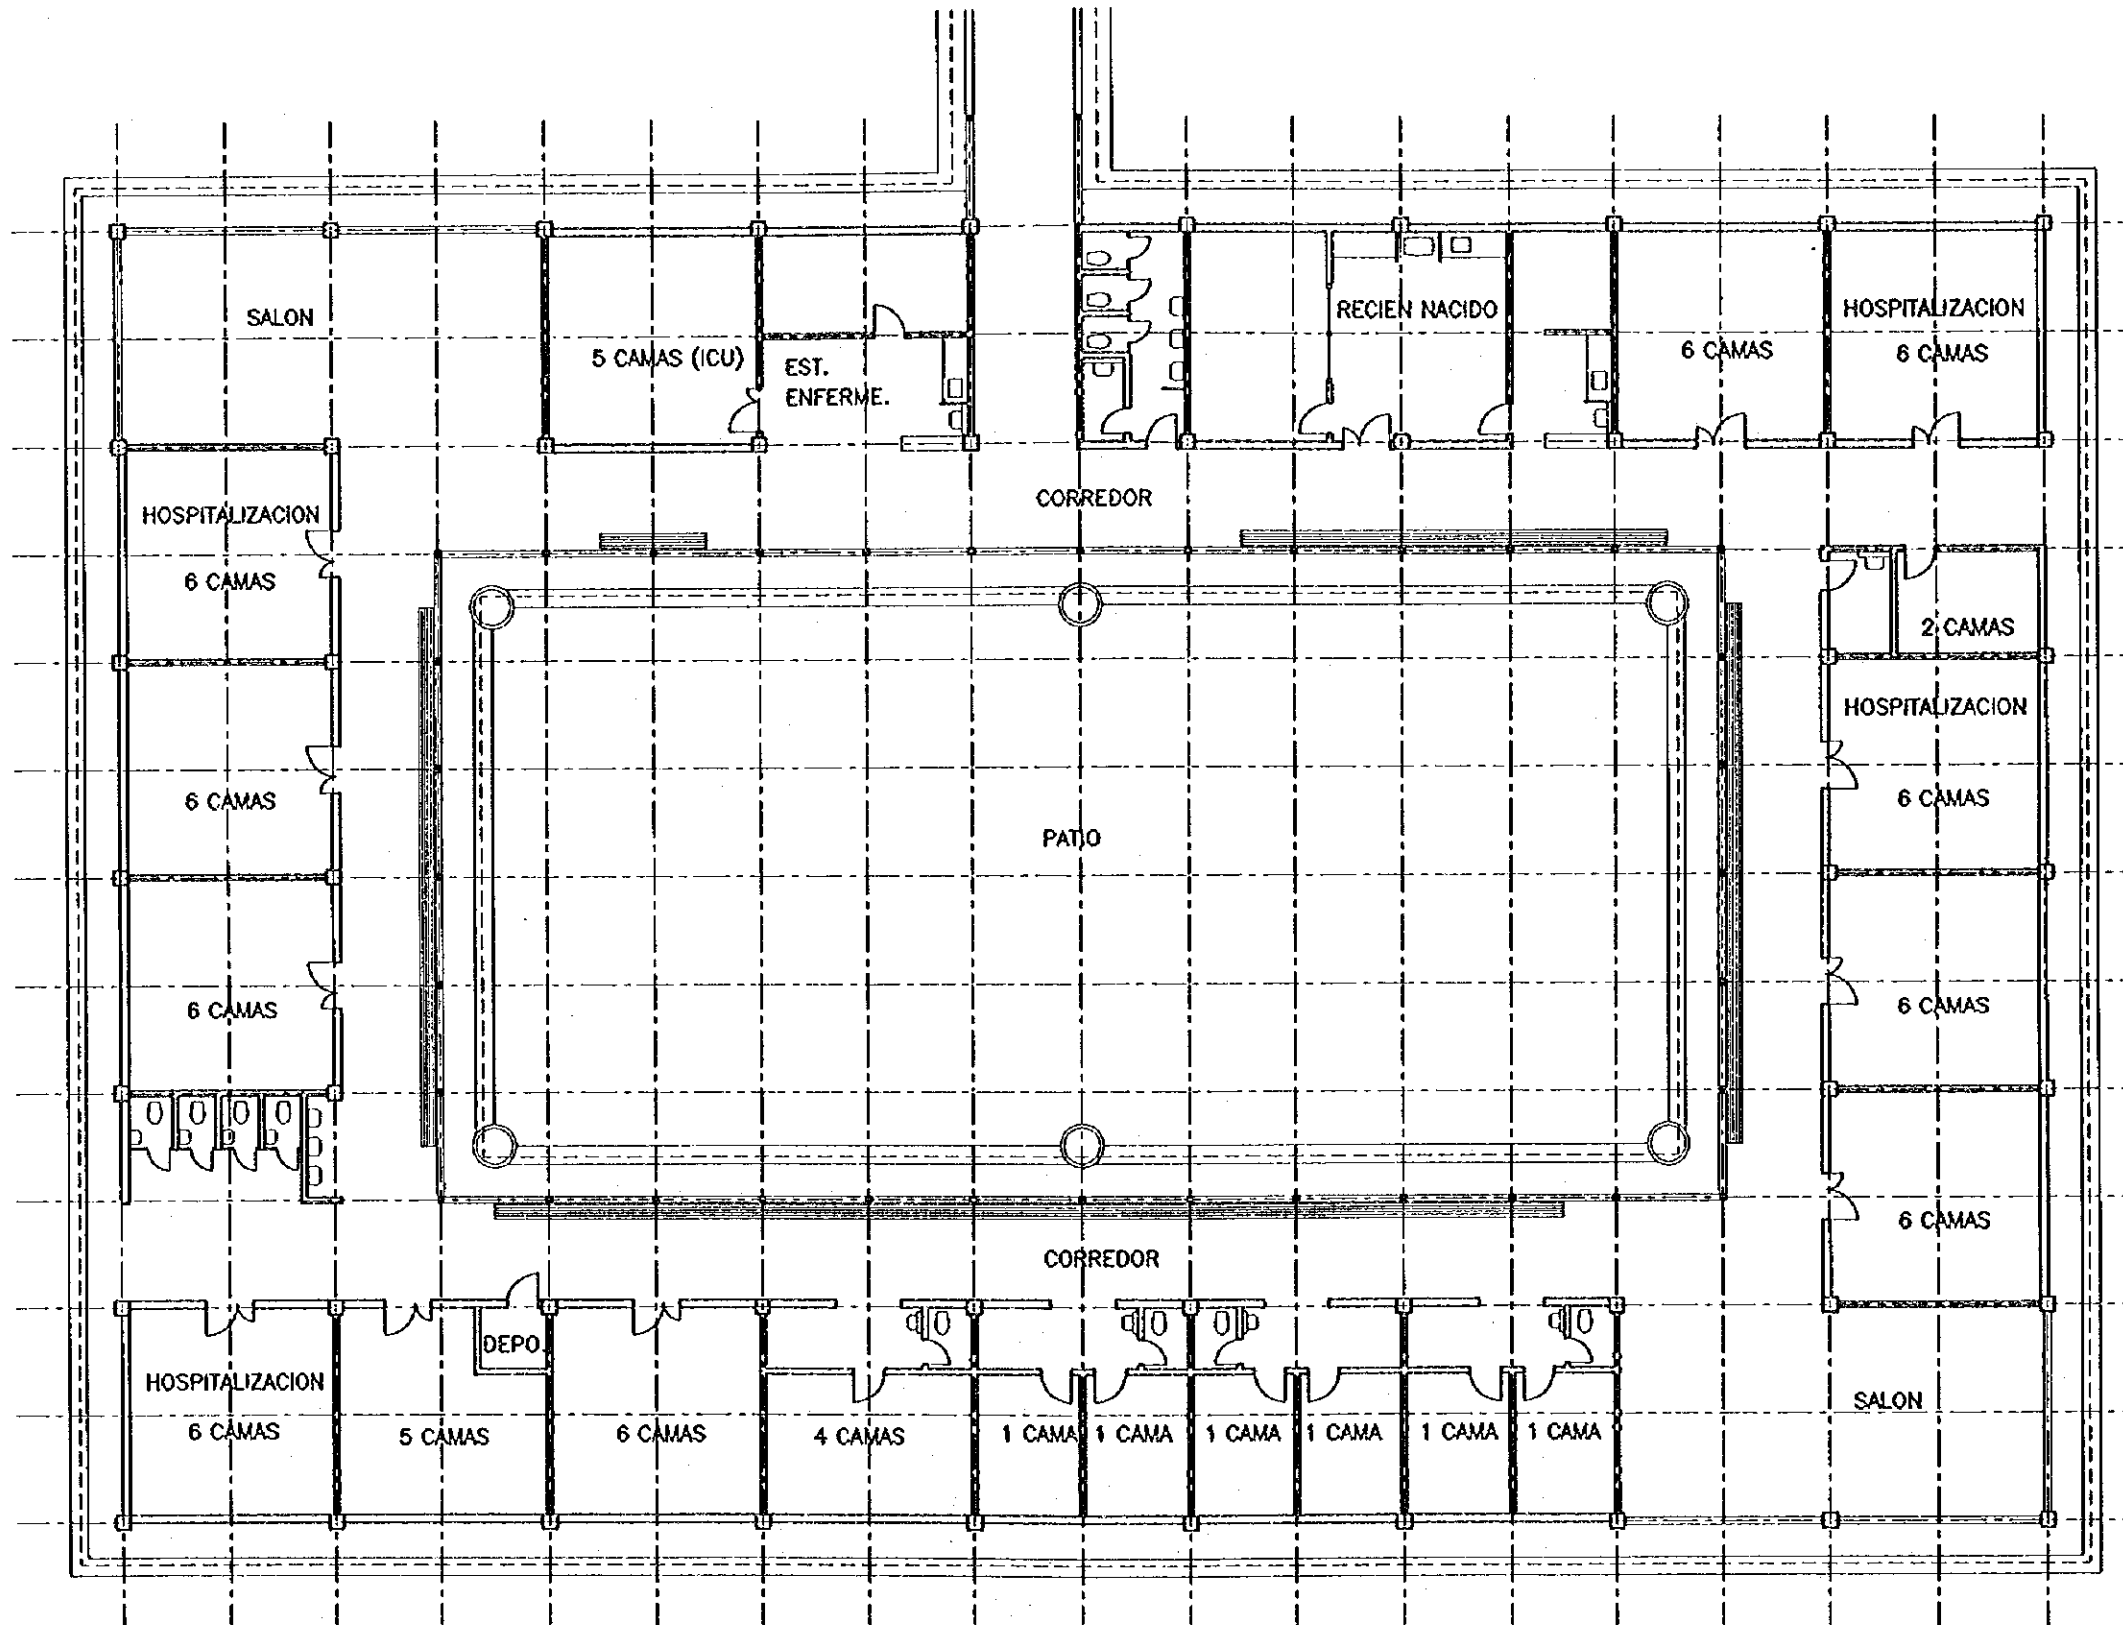 SALON
5 CAMAS (ICU)
EST.
ENFERME.
RECIEN NACIDO
6 CAMAS
HOSPITALIZACION
6 CAMAS
CORREDOR
HOSPITALIZACION
6 CAMAS
6 CAMAS
6 CAMAS
PATIO
2 CAMAS
HOSPITALIZACION
6 CAMAS
6 CAMAS
6 CAMAS
CORREDOR
HOSPITALIZACION
6 CAMAS
DEPO.
5 CAMAS
6 CAMAS
4 CAMAS
1 CAMA
1 CAMA
1 CAMA
1 CAMA
1 CAMA
1 CAMA
SALON